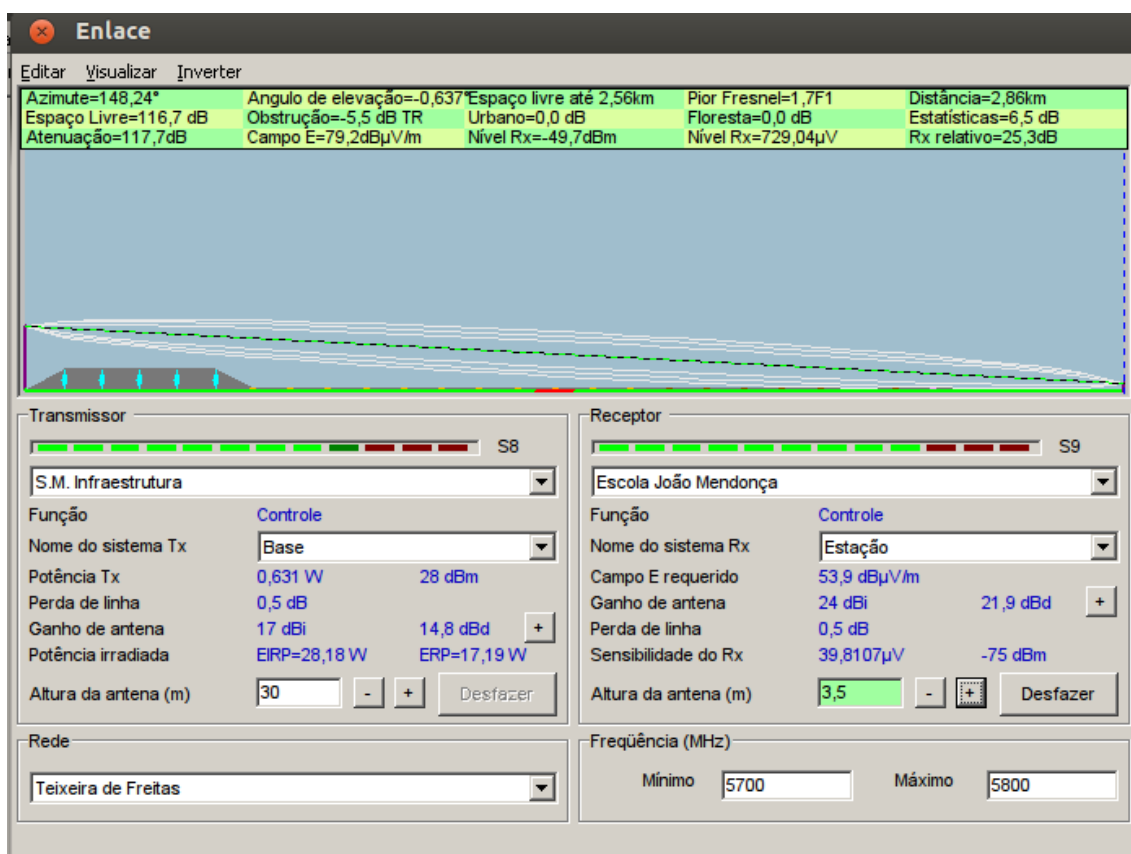 Enlace
Editar Visualizar Inverter
Azimute=148,24° Angulo de elevação=-0,637° Espaço livre até 2,56km Pior Fresnel=1,7F1 Distância=2,86km
Espaço Livre=116,7 dB Obstrução=-5,5 dB TR Urbano=0,0 dB Floresta=0,0 dB Estatísticas=6,5 dB
Atenuação=117,7dB Campo E=79,2dBµV/m Nível Rx=-49,7dBm Nível Rx=729,04µV Rx relativo=25,3dB
Transmissor
S8
S.M. Infraestrutura
Função Controle
Nome do sistema Tx Base
Potência Tx 0,631 W 28 dBm
Perda de linha 0,5 dB
Ganho de antena 17 dBi 14,8 dBd +
Potência irradiada EIRP=28,18 W ERP=17,19 W
Altura da antena (m) 30 - + Desfazer
Rede
Teixeira de Freitas
Receptor
S9
Escola João Mendonça
Função Controle
Nome do sistema Rx Estação
Campo E requerido 53,9 dBµV/m
Ganho de antena 24 dBi 21,9 dBd +
Perda de linha 0,5 dB
Sensibilidade do Rx 39,8107µV -75 dBm
Altura da antena (m) 3,5 - + Desfazer
Freqüência (MHz)
Mínimo 5700 Máximo 5800